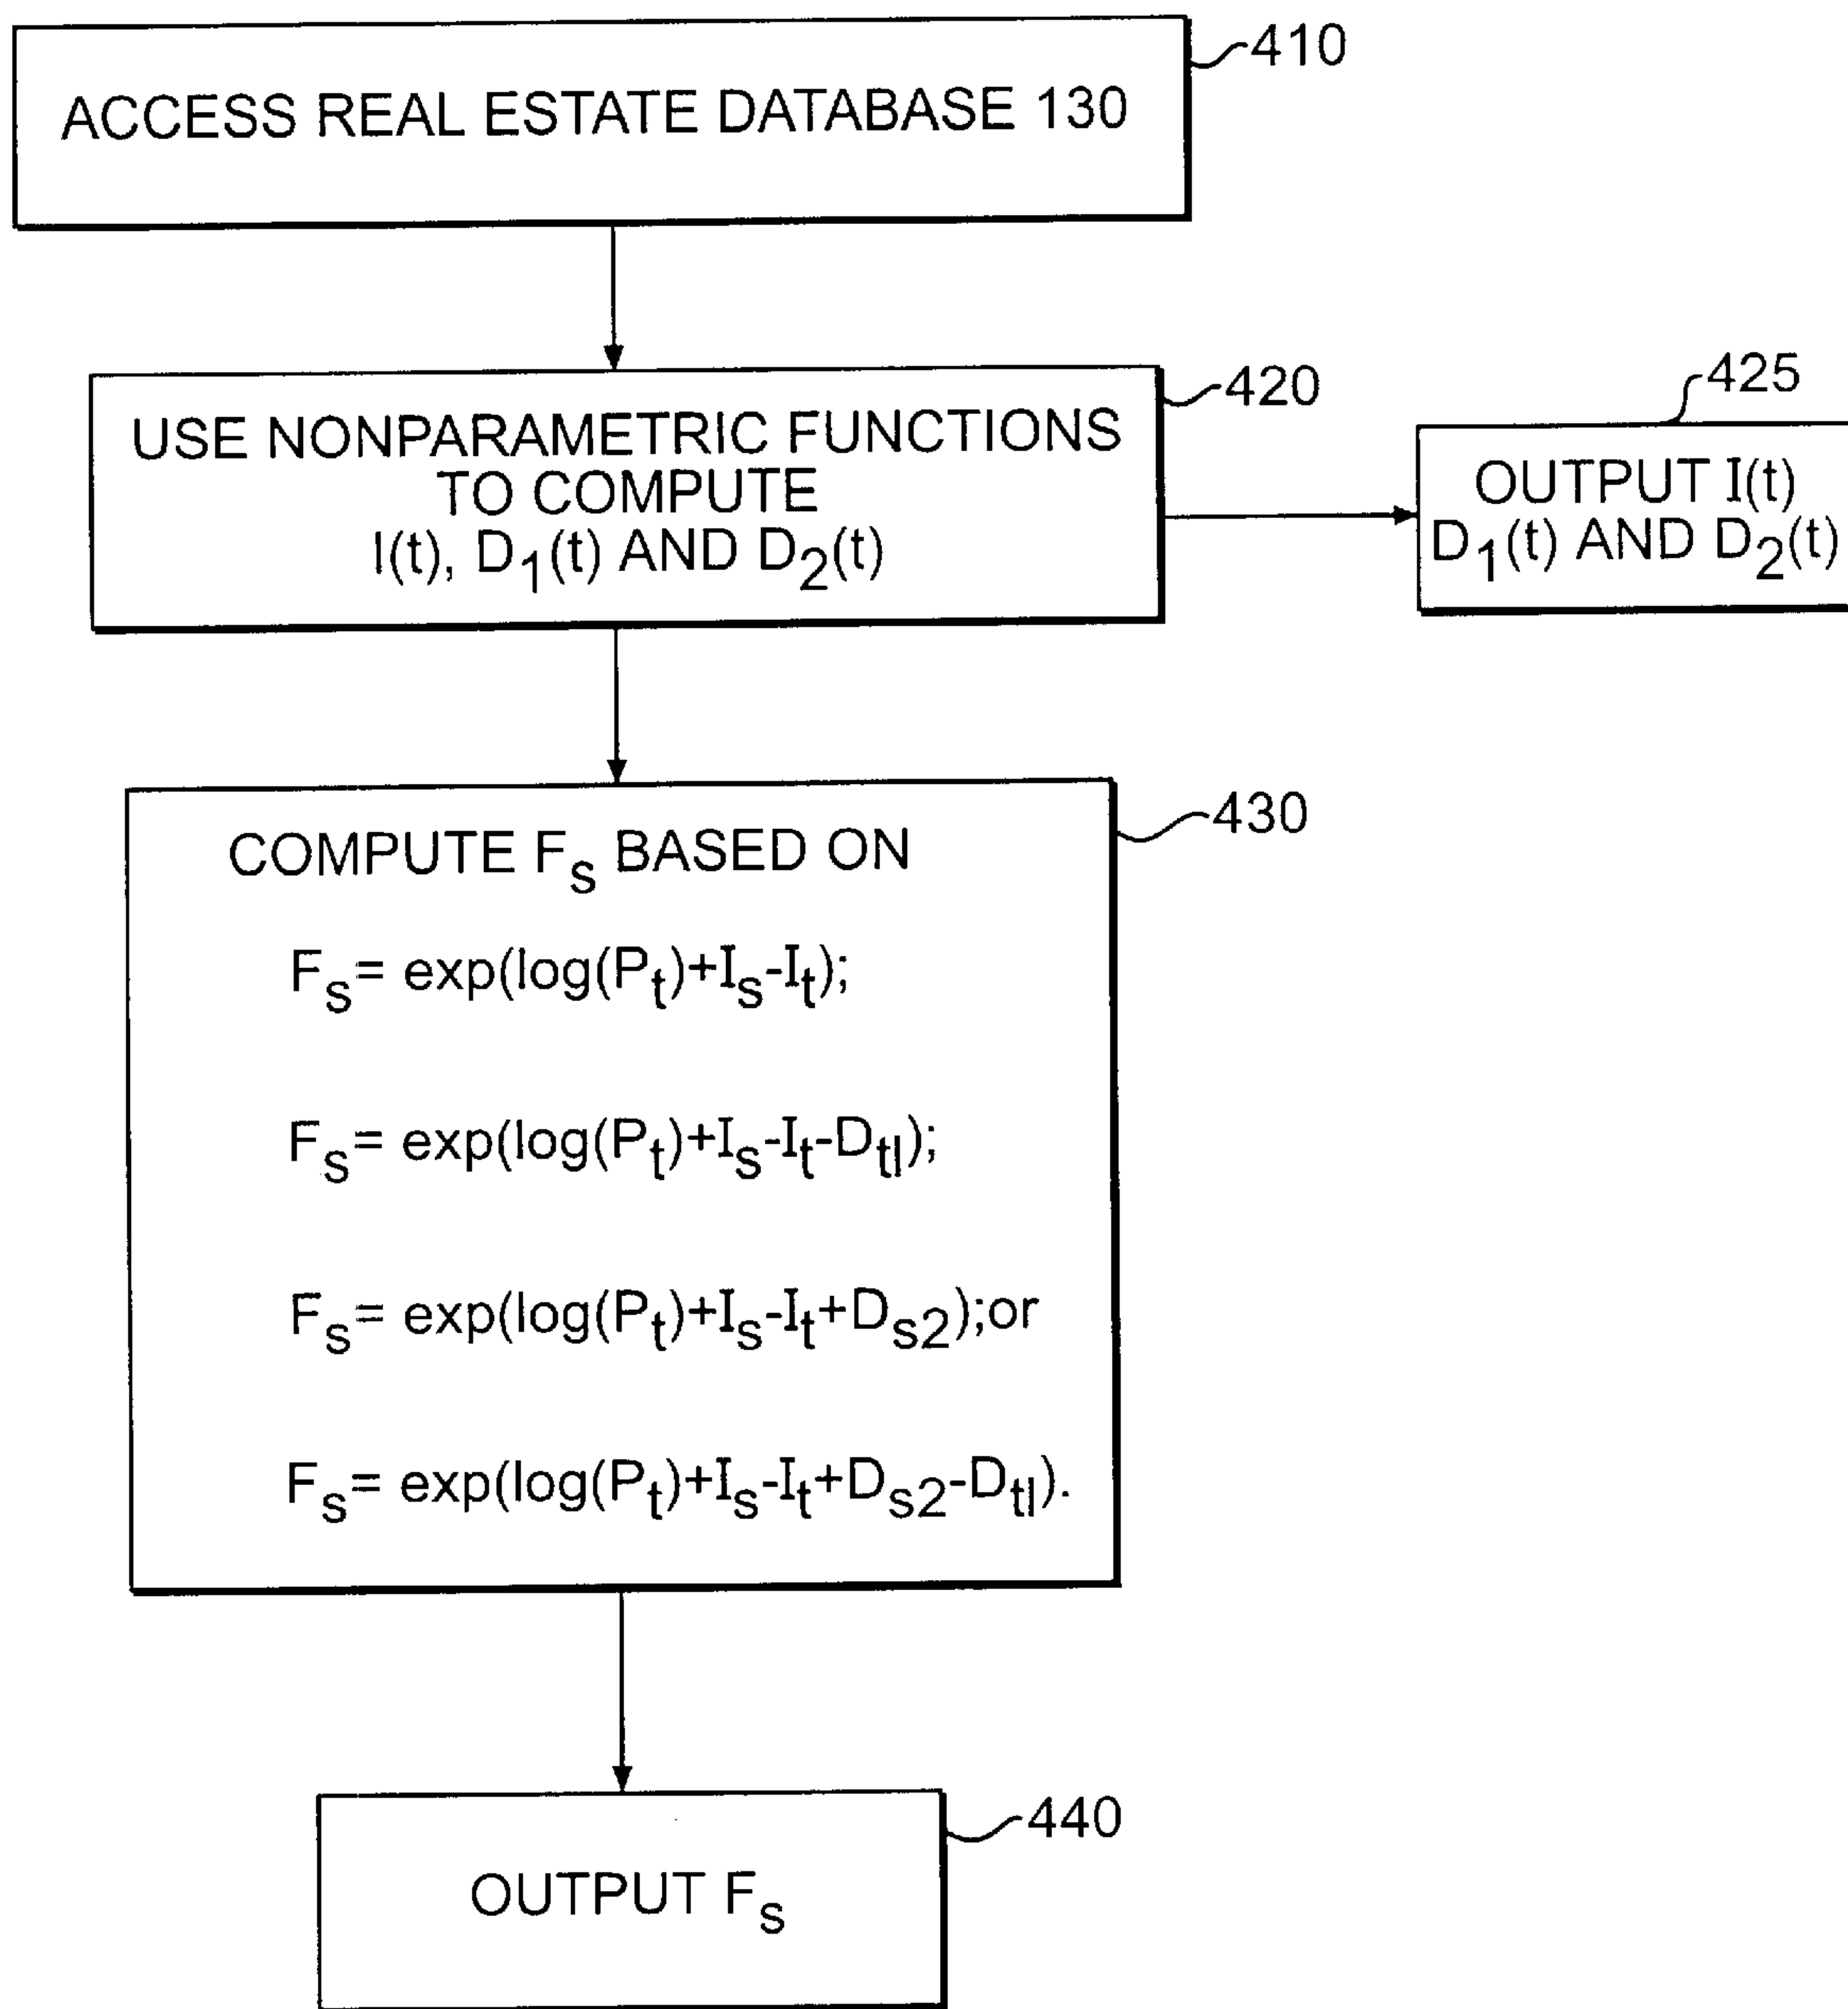 410
ACCESS REAL ESTATE DATABASE 130
420
USE NONPARAMETRIC FUNCTIONS
TO COMPUTE
I(t), D₁(t) AND D₂(t)
425
OUTPUT I(t)
D₁(t) AND D₂(t)
430
COMPUTE Fₛ BASED ON
Fₛ= exp(log(Pₜ)+Iₛ-Iₜ);
Fₛ= exp(log(Pₜ)+Iₛ-Iₜ-Dₜₗ);
Fₛ= exp(log(Pₜ)+Iₛ-Iₜ+Dₛ₂);or
Fₛ= exp(log(Pₜ)+Iₛ-Iₜ+Dₛ₂-Dₜₗ).
440
OUTPUT Fₛ